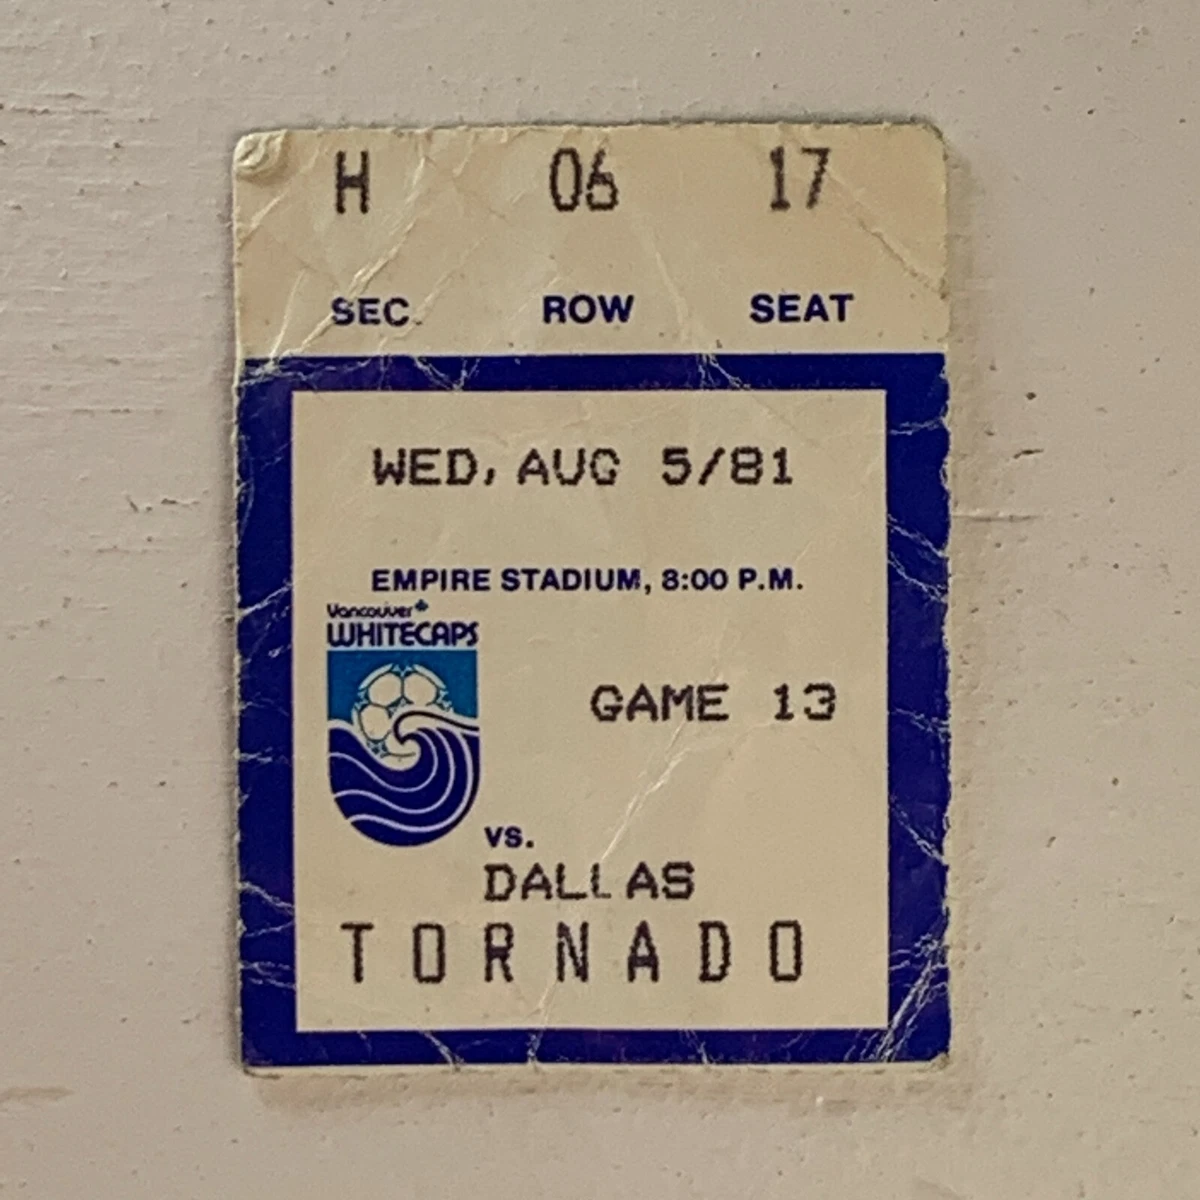 H 06 17
SEC. ROW SEAT
WED, AUG 5/81
EMPIRE STADIUM, 8:00 P.M.
Vancouver
WHITECAPS
GAME 13
VS.
DALLAS
TORNADO